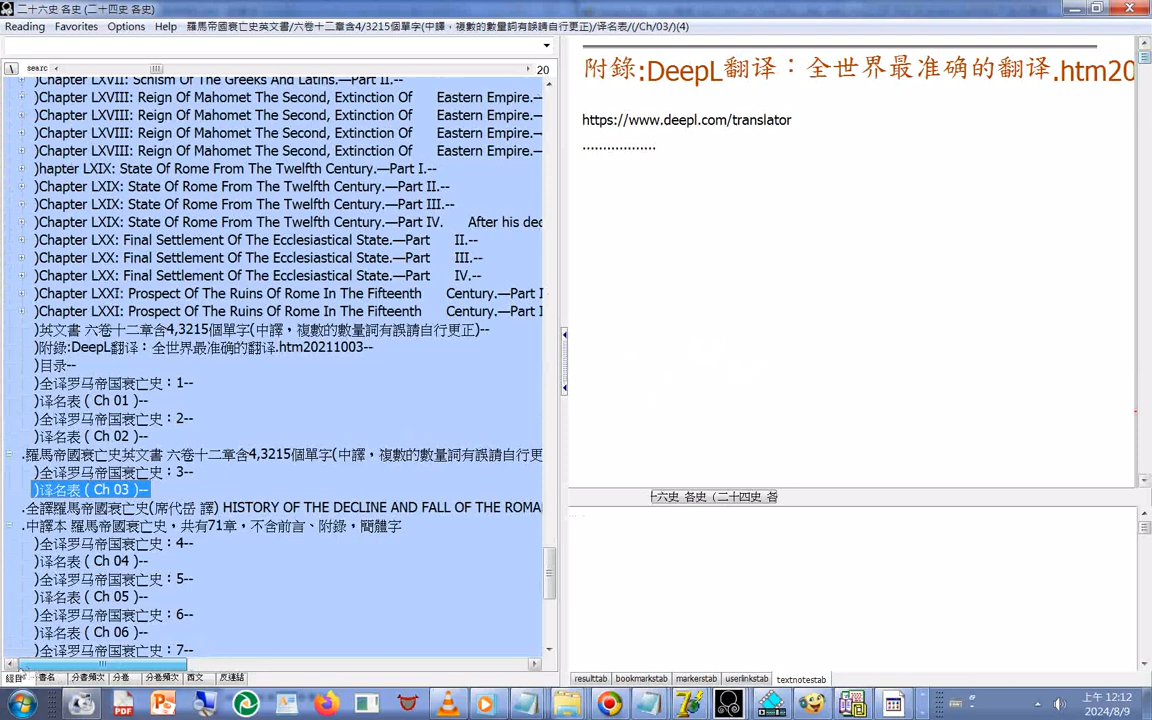 二十六史 各史 (二十四史 各史)
Reading Favorites Options Help 羅馬帝國衰亡史英文書/六卷十二章含4,3215個單字(中譯，複數的數量詞有誤請自行更正)/译名表/(/Ch/03/)(4)
searc
20
)Chapter LXVII: Schism Of The Greeks And Latins.—Part II.--
)Chapter LXVIII: Reign Of Mahomet The Second, Extinction Of Eastern Empire.—
)Chapter LXVIII: Reign Of Mahomet The Second, Extinction Of Eastern Empire.—
)Chapter LXVIII: Reign Of Mahomet The Second, Extinction Of Eastern Empire.—
)Chapter LXVIII: Reign Of Mahomet The Second, Extinction Of Eastern Empire.—
)hapter LXIX: State Of Rome From The Twelfth Century.—Part I.--
)Chapter LXIX: State Of Rome From The Twelfth Century.—Part II.--
)Chapter LXIX: State Of Rome From The Twelfth Century.—Part III.--
)Chapter LXIX: State Of Rome From The Twelfth Century.—Part IV. After his dec
)Chapter LXX: Final Settlement Of The Ecclesiastical State.—Part II.--
)Chapter LXX: Final Settlement Of The Ecclesiastical State.—Part III.--
)Chapter LXX: Final Settlement Of The Ecclesiastical State.—Part IV.--
)Chapter LXXI: Prospect Of The Ruins Of Rome In The Fifteenth Century.—Part I
)Chapter LXXI: Prospect Of The Ruins Of Rome In The Fifteenth Century.—Part I
)英文書 六卷十二章含4,3215個單字(中譯，複數的數量詞有誤請自行更正)--
)附錄:DeepL翻译：全世界最准确的翻译.htm20211003--
)目录--
)全译罗马帝国衰亡史：1--
)译名表 ( Ch 01 )--
)全译罗马帝国衰亡史：2--
)译名表 ( Ch 02 )--
.羅馬帝國衰亡史英文書 六卷十二章含4,3215個單字(中譯，複數的數量詞有誤請自行更
)全译罗马帝国衰亡史：3--
)译名表 ( Ch 03 )--
.全譯羅馬帝國衰亡史(席代岳 譯) HISTORY OF THE DECLINE AND FALL OF THE ROMA
.中譯本 羅馬帝國衰亡史，共有71章，不含前言、附錄，簡體字
)全译罗马帝国衰亡史：4--
)译名表 ( Ch 04 )--
)全译罗马帝国衰亡史：5--
)译名表 ( Ch 05 )--
)全译罗马帝国衰亡史：6--
)译名表 ( Ch 06 )--
)全译罗马帝国衰亡史：7--
經目 書名 分書頻次 分卷 分卷頻次 西文 反連結
附錄:DeepL翻译：全世界最准确的翻译.htm20
https://www.deepl.com/translator
.................
十六史 各史 (二十四史 各
resulttab bookmarkstab markerstab userlinkstab textnotestab
上午 12:12
2024/8/9